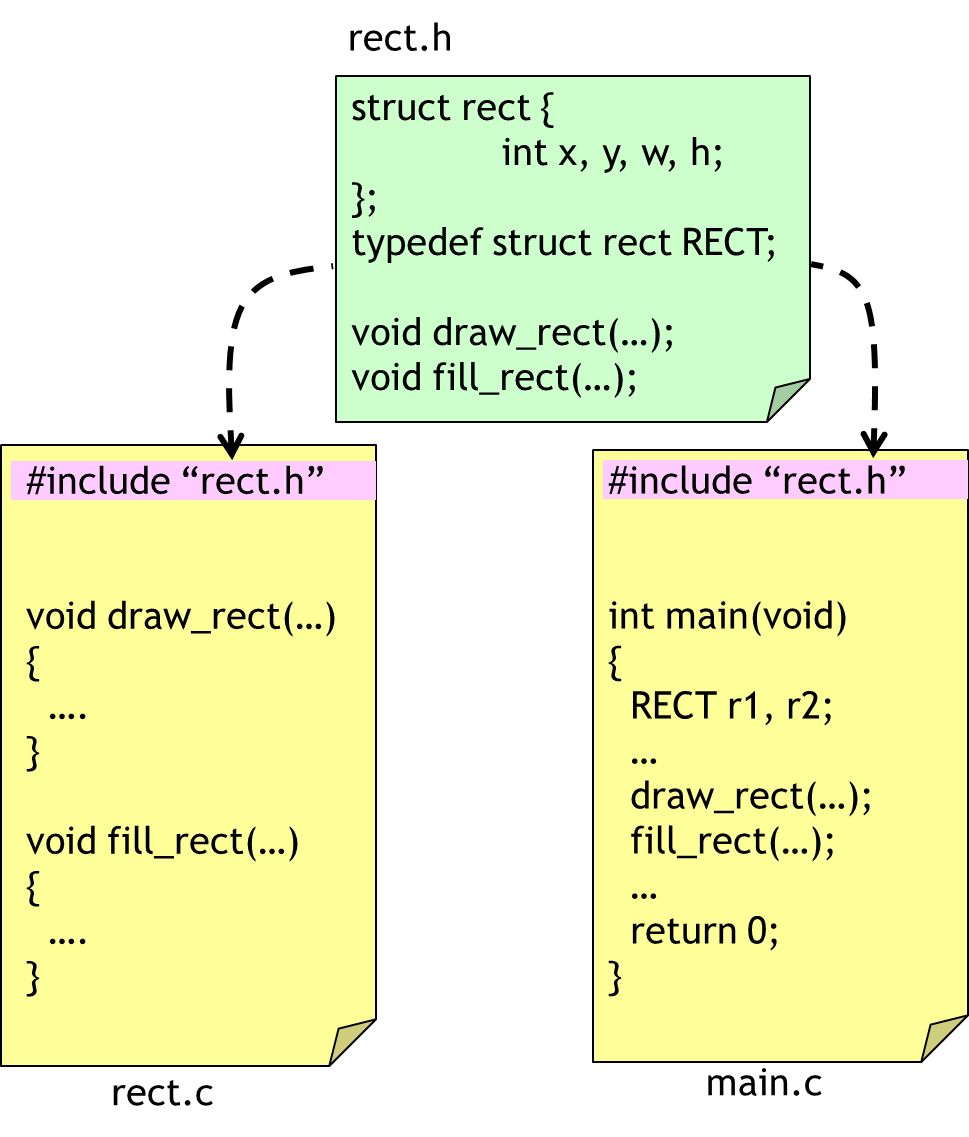 rect.h
struct rect {
int x, y, w, h;
};
typedef struct rect RECT;
void draw_rect(…);
void fill_rect(…);
#include “rect.h”
void draw_rect(…)
{
….
}
void fill_rect(…)
{
….
}
rect.c
#include “rect.h”
int main(void)
{
RECT r1, r2;
…
draw_rect(…);
fill_rect(…);
…
return 0;
}
main.c